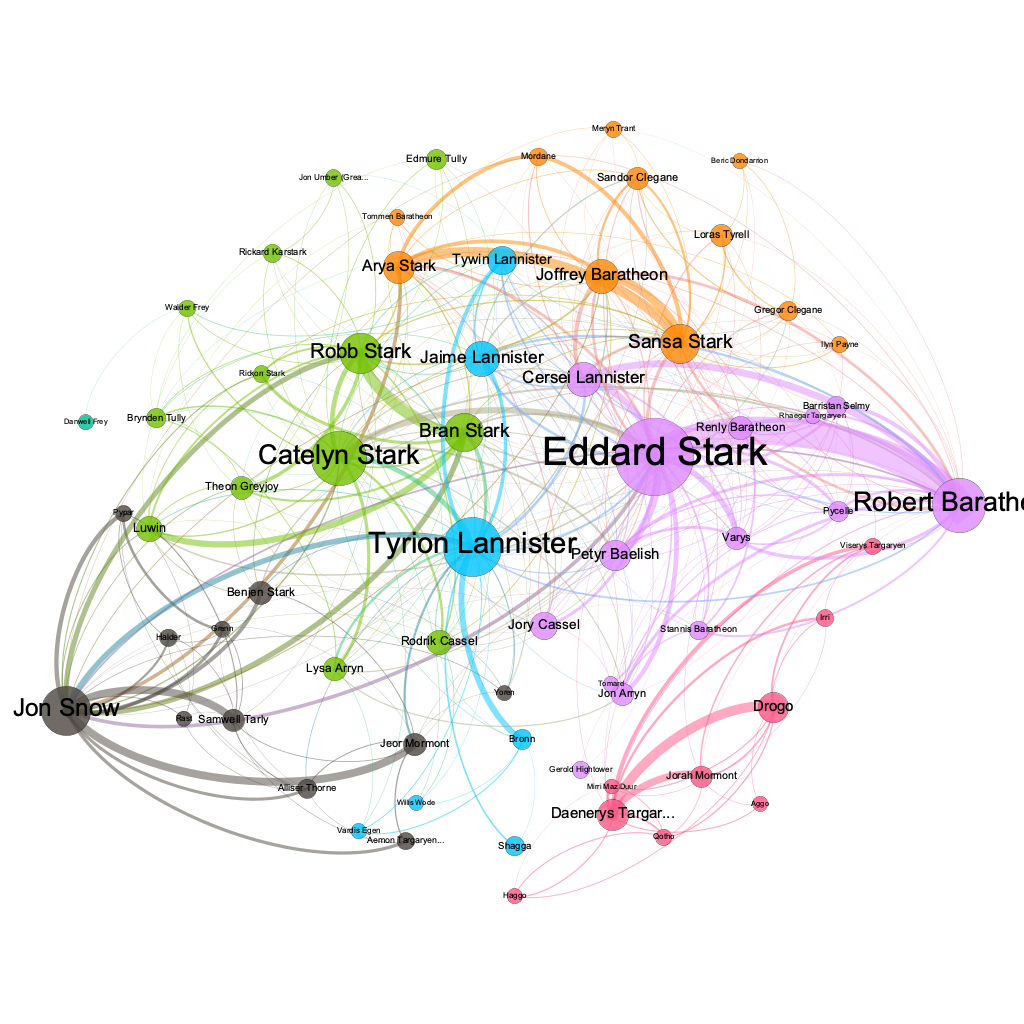 Meryn Trant
Mordane
Edmure Tully
Beric Dondarrion
Jon Umber (Grea...
Sandor Clegane
Tommen Baratheon
Loras Tyrell
Rickard Karstark
Tywin Lannister
Arya Stark
Joffrey Baratheon
Walder Frey
Gregor Clegane
Sansa Stark
Ilyn Payne
Robb Stark
Jaime Lannister
Rickon Stark
Cersei Lannister
Barristan Selmy
Rhaegar Targaryen
Brynden Tully
Danwell Frey
Renly Baratheon
Bran Stark
Catelyn Stark
Eddard Stark
Theon Greyjoy
Robert Barathe
Pypar
Pycelle
Luwin
Varys
Tyrion Lannister
Viserys Targaryen
Petyr Baelish
Benjen Stark
Irri
Jory Cassel
Grenn
Stannis Baratheon
Halder
Rodrik Cassel
Lysa Arryn
Tomard
Yoren
Jon Arryn
Jon Snow
Drogo
Rast
Samwell Tarly
Bronn
Jeor Mormont
Gerold Hightower
Jorah Mormont
Mirri Maz Duur
Alliser Thorne
Willis Wode
Aggo
Daenerys Targar...
Vardis Egen
Qotho
Aemon Targaryen...
Shagga
Haggo